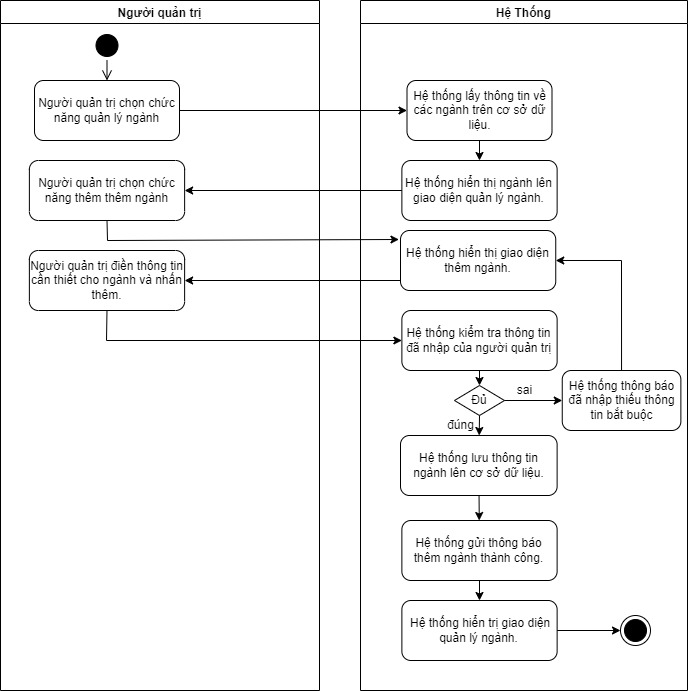 Người quản trị
Hệ Thống
Người quản trị chọn chức
năng quản lý ngành
Hệ thống lấy thông tin về
các ngành trên cơ sở dữ
liệu.
Người quản trị chọn chức
năng thêm thêm ngành
Hệ thống hiển thị ngành lên
giao diện quản lý ngành.
Hệ thống hiển thị giao diện
thêm ngành.
Người quản trị điền thông tin
cần thiết cho ngành và nhấn
thêm.
Hệ thống kiểm tra thông tin
đã nhập của người quản trị
Đủ
sai
Hệ thống thông báo
đã nhập thiếu thông
tin bắt buộc
đúng
Hệ thống lưu thông tin
ngành lên cơ sở dữ liệu.
Hệ thống gửi thông báo
thêm ngành thành công.
Hệ thống hiển trị giao diện
quản lý ngành.